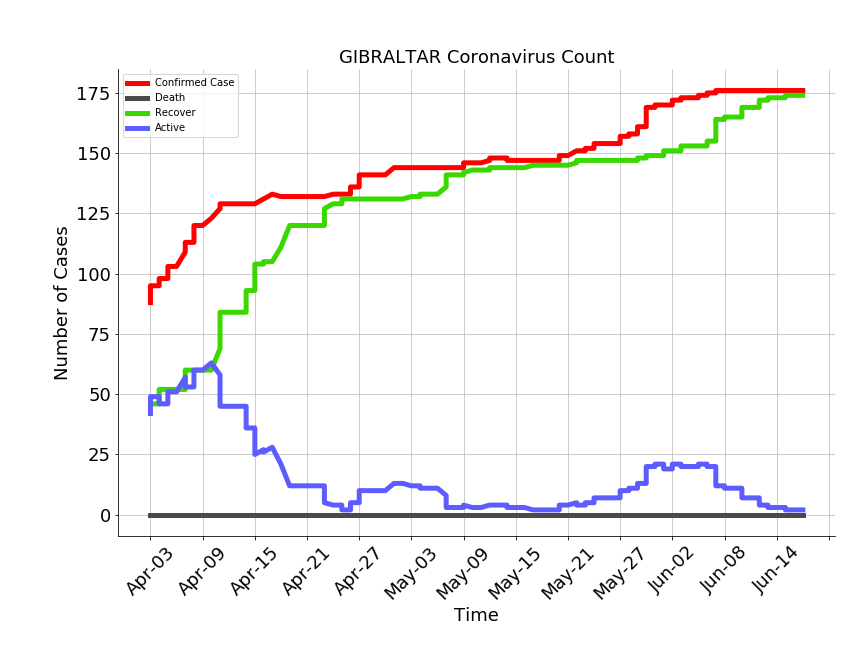 GIBRALTAR Coronavirus Count
Confirmed Case
Death
Recover
Active
175
150
125
100
75
50
25
0
Number of Cases
Apr-03 Apr-09 Apr-15 Apr-21 Apr-27 May-03 May-09 May-15 May-21 May-27 Jun-02 Jun-08 Jun-14
Time